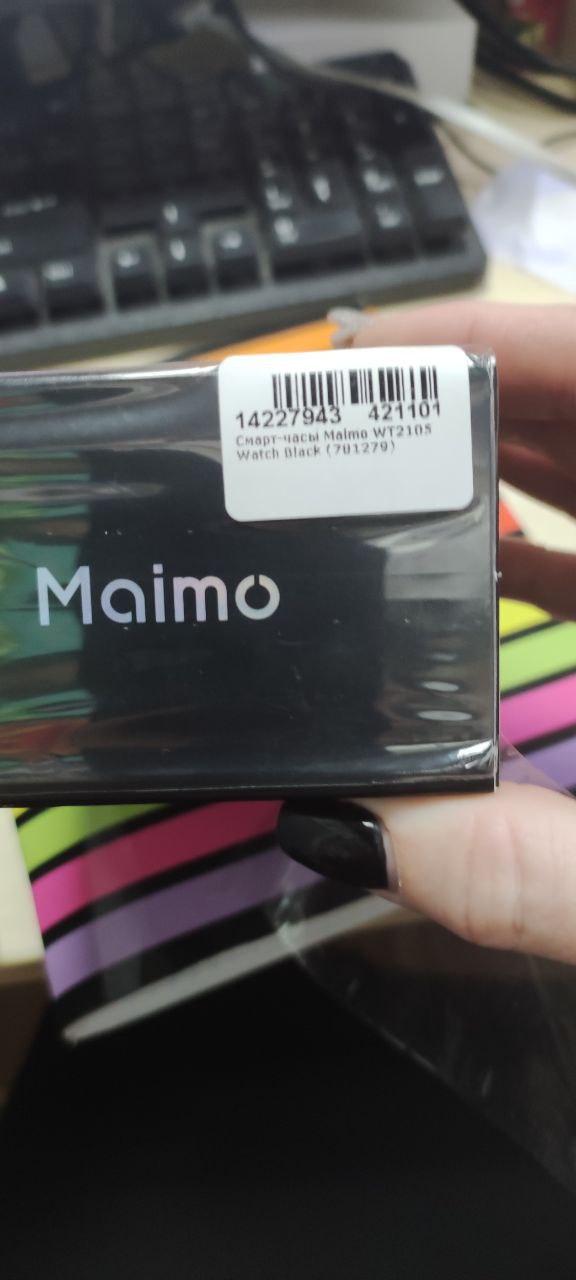 14227943 421101
Смарт-часы Maimo WT2105
Watch Black (701279)
Maimo